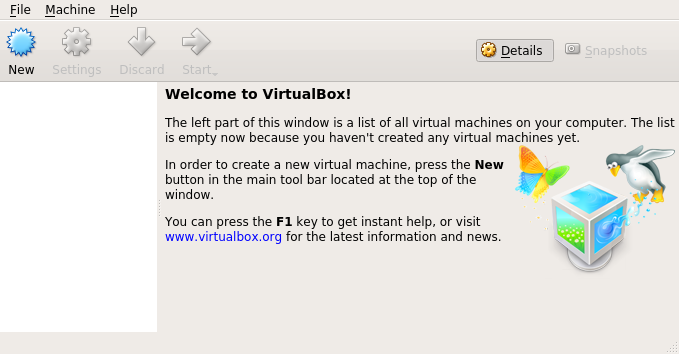 File Machine Help
New Settings Discard Start Details Snapshots
Welcome to VirtualBox!
The left part of this window is a list of all virtual machines on your computer. The list
is empty now because you haven't created any virtual machines yet.
In order to create a new virtual machine, press the New
button in the main tool bar located at the top of the
window.
You can press the F1 key to get instant help, or visit
www.virtualbox.org for the latest information and news.